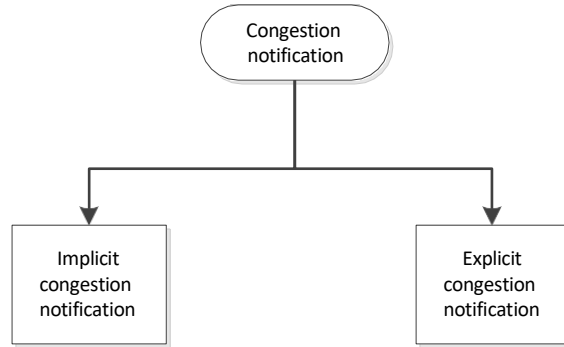 Congestion
notification
Implicit
congestion
notification
Explicit
congestion
notification